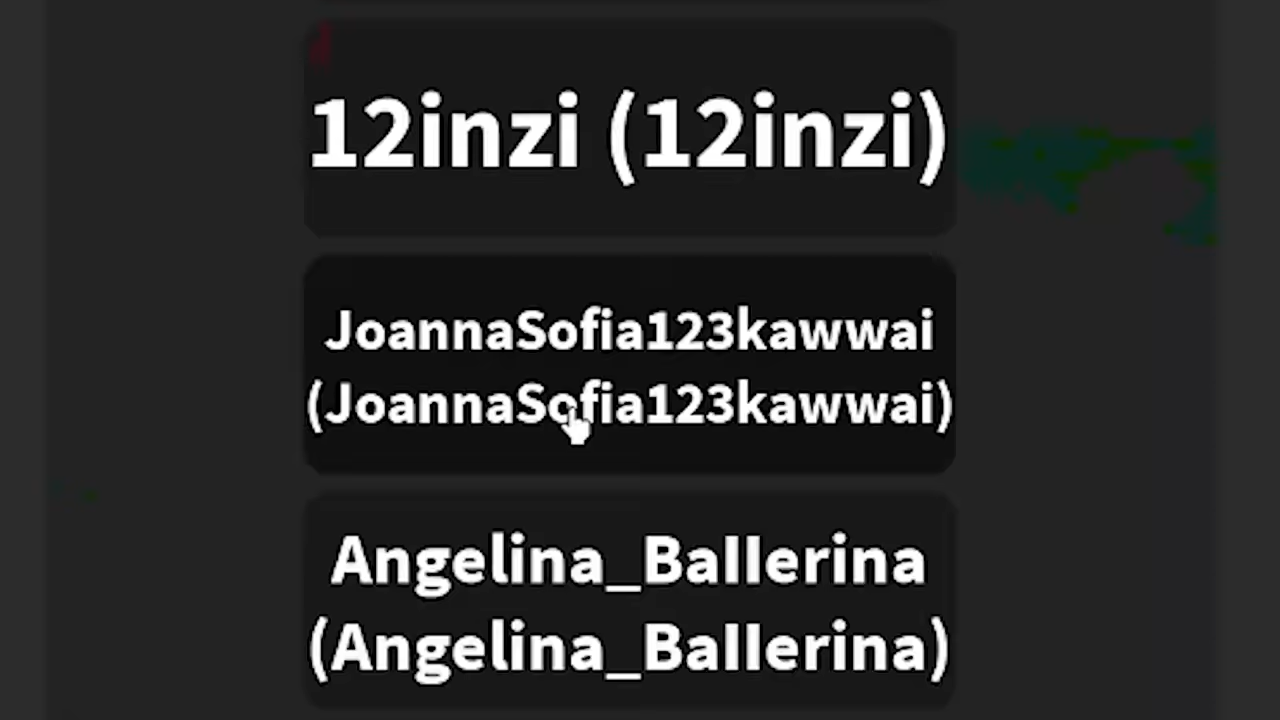 12inzi (12inzi)
JoannaSofia123kawwai
(JoannaSofia123kawwai)
Angelina_Ballerina
(Angelina_Ballerina)